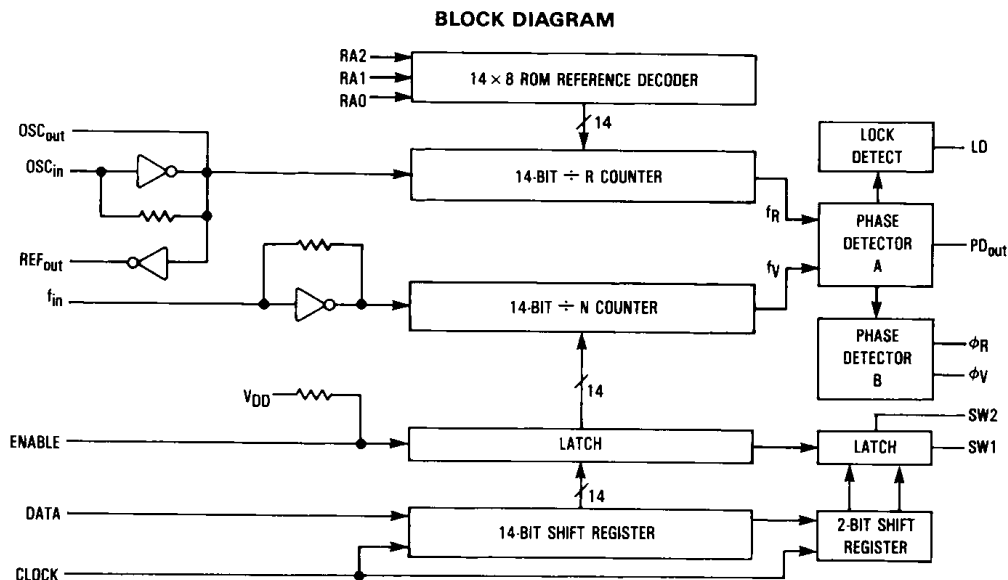 BLOCK DIAGRAM
RA2
RA1
RA0
14 × 8 ROM REFERENCE DECODER
14
OSCout
OSCin
14-BIT ÷ R COUNTER
LOCK DETECT
LD
fR
PHASE DETECTOR A
PDout
REFout
fin
14-BIT ÷ N COUNTER
fV
PHASE DETECTOR B
ϕR
ϕV
14
VDD
SW2
ENABLE
LATCH
LATCH
SW1
14
DATA
14-BIT SHIFT REGISTER
2-BIT SHIFT REGISTER
CLOCK